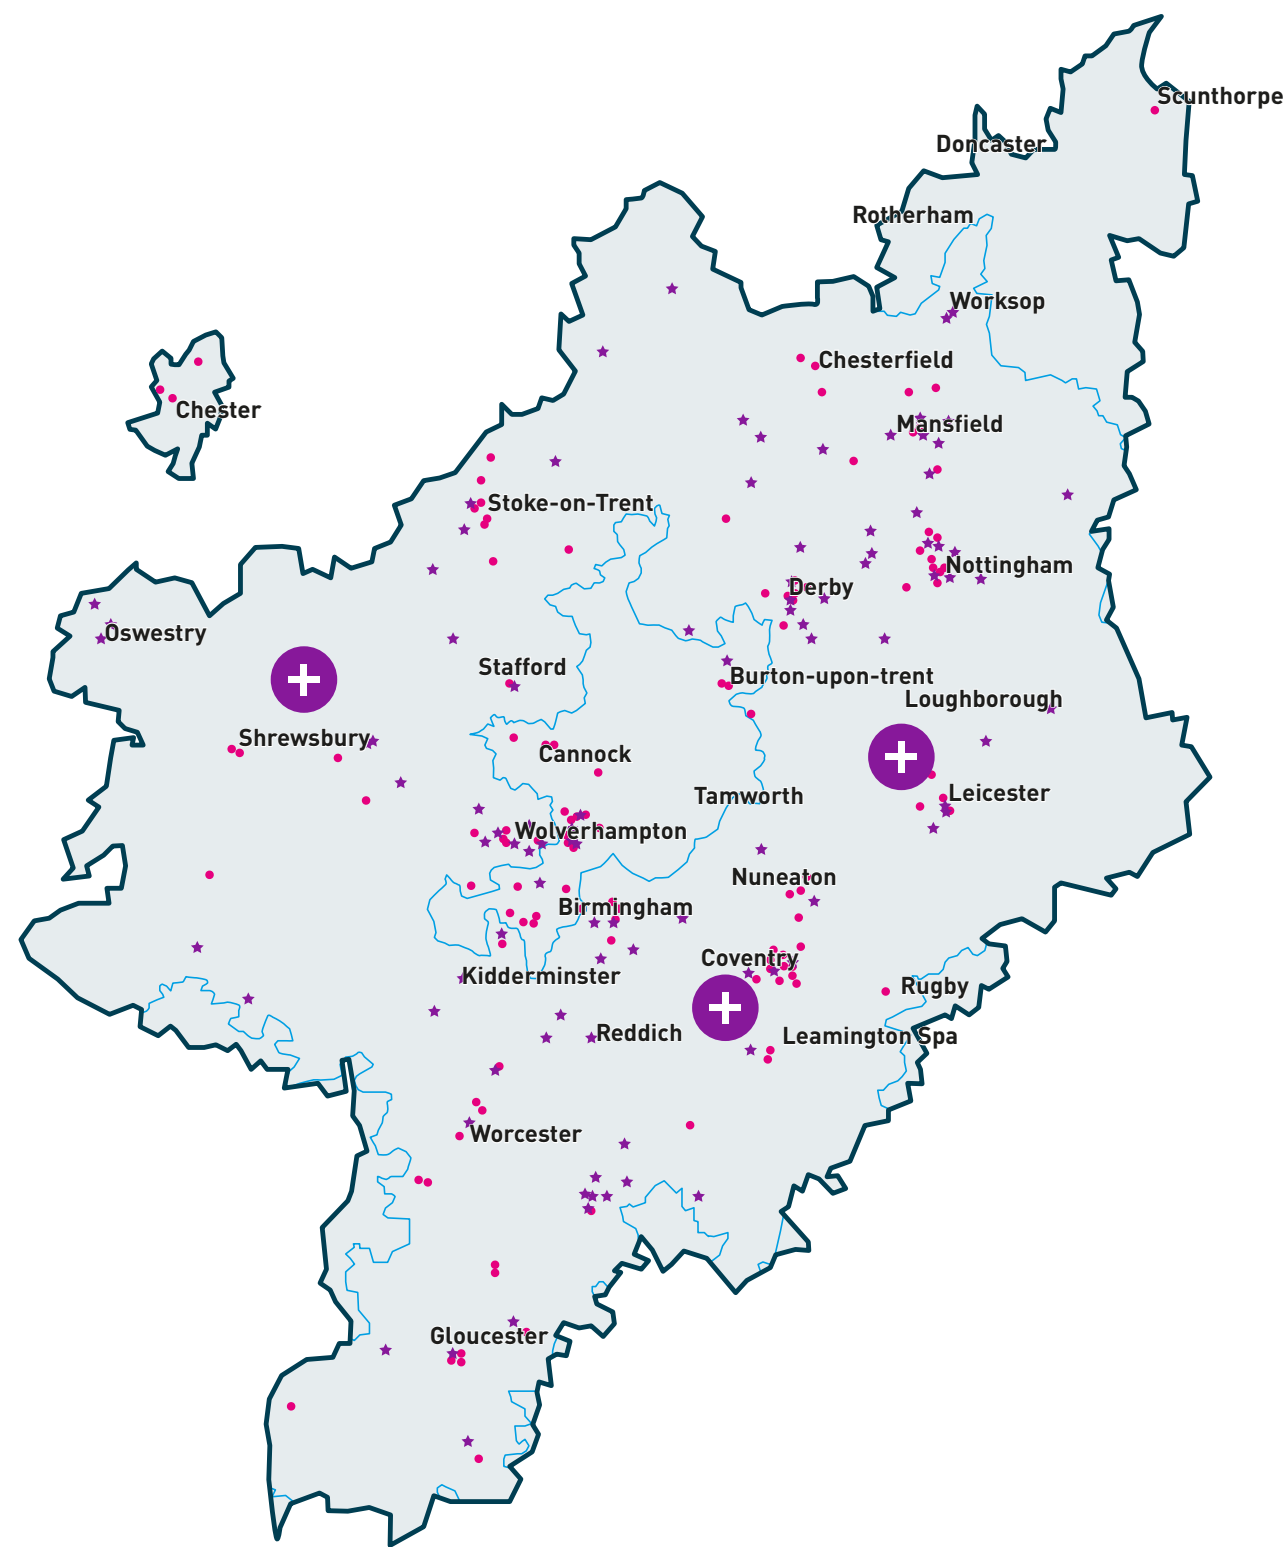 Scunthorpe
Doncaster
Rotherham
Worksop
Chesterfield
Chester
Mansfield
Stoke-on-Trent
Nottingham
Derby
Oswestry
Stafford
Burton-upon-trent
Loughborough
Shrewsbury
Cannock
Tamworth
Leicester
Wolverhampton
Nuneaton
Birmingham
Coventry
Kidderminster
Rugby
Reddich
Leamington Spa
Worcester
Gloucester